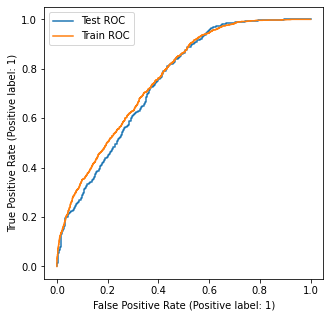 Test ROC
Train ROC
True Positive Rate (Positive label: 1)
1.0
0.8
0.6
0.4
0.2
0.0
0.0 0.2 0.4 0.6 0.8 1.0
False Positive Rate (Positive label: 1)